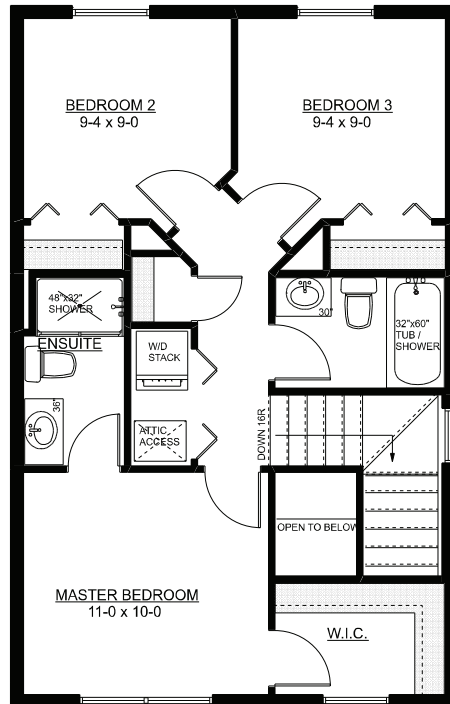 BEDROOM 2
9-4 x 9-0
BEDROOM 3
9-4 x 9-0
48"x32"
SHOWER
30"
32"x60"
TUB /
SHOWER
ENSUITE
W/D
STACK
36"
ATTIC
ACCESS
DOWN 16R
OPEN TO BELOW
MASTER BEDROOM
11-0 x 10-0
W.I.C.